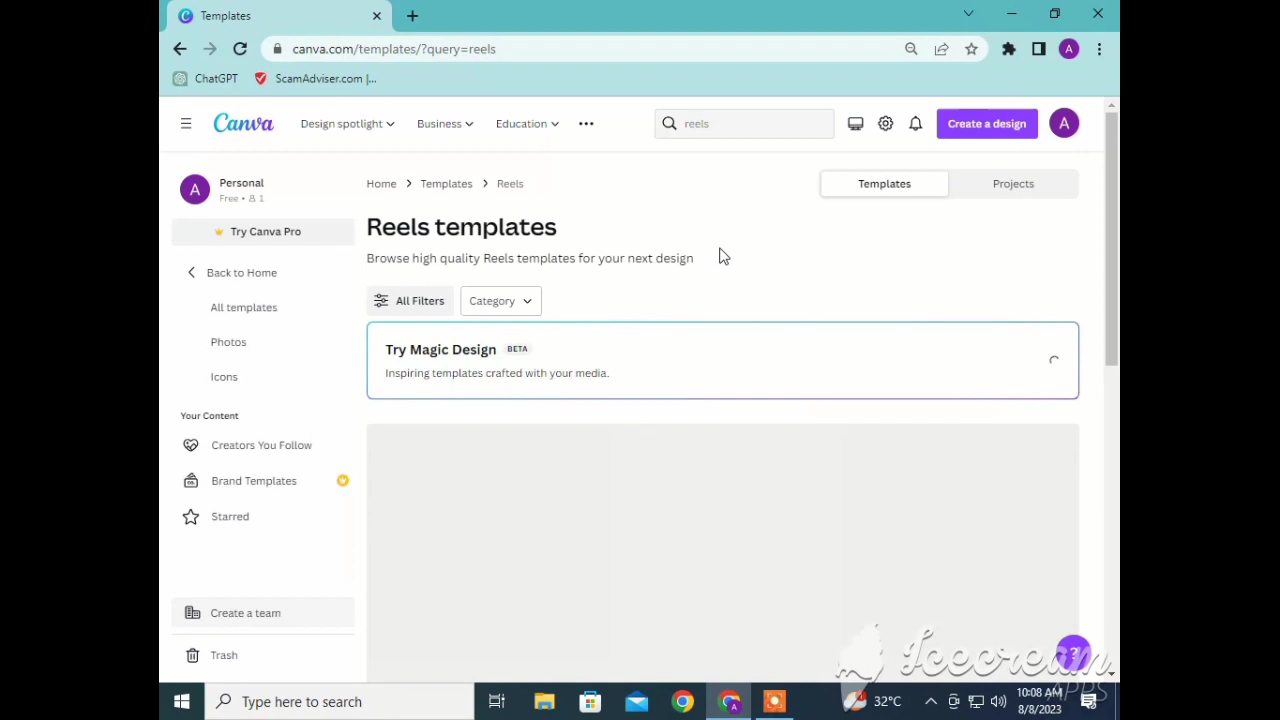 Templates
canva.com/templates/?query=reels
ChatGPT
ScamAdviser.com |...
Canva
Design spotlight
Business
Education
reels
Create a design
A
A
Personal
Free • 1
Try Canva Pro
Home > Templates > Reels
Templates
Projects
Reels templates
Browse high quality Reels templates for your next design
Back to Home
All Filters
Category
All templates
Photos
Icons
Try Magic Design BETA
Inspiring templates crafted with your media.
Your Content
Creators You Follow
Brand Templates
Starred
Create a team
Trash
?
Icecream
APPS
Type here to search
32°C
10:08 AM
8/8/2023